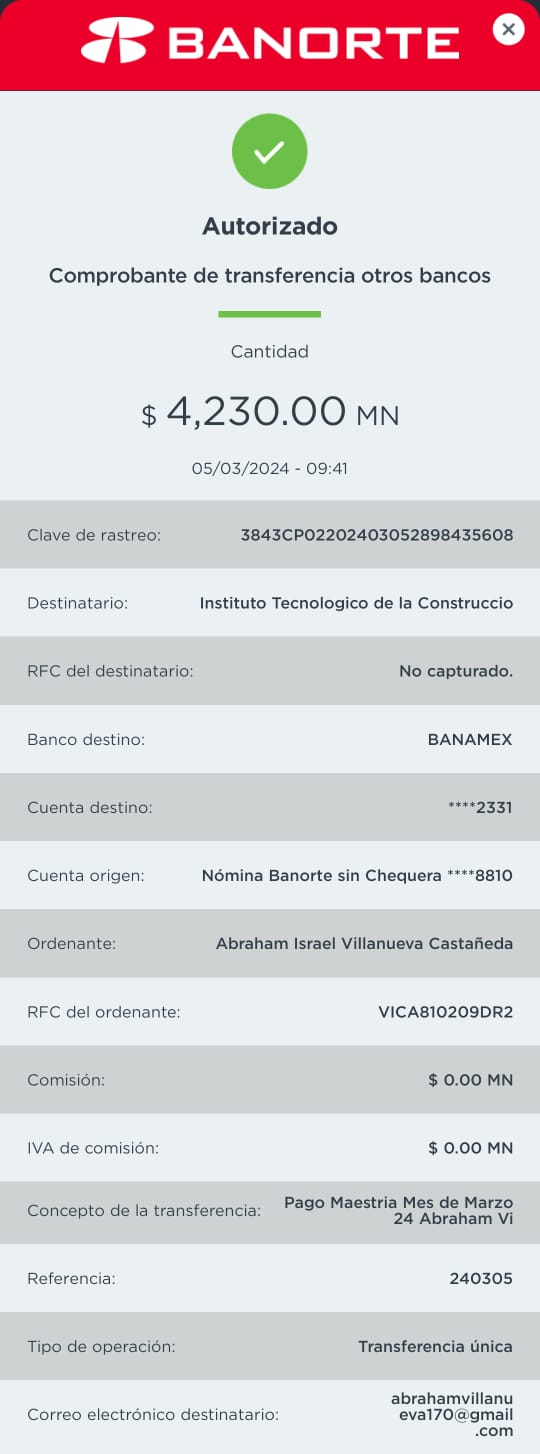 BANORTE
Autorizado
Comprobante de transferencia otros bancos
Cantidad
$ 4,230.00 MN
05/03/2024 - 09:41
Clave de rastreo: 3843CP02202403052898435608
Destinatario: Instituto Tecnologico de la Construccio
RFC del destinatario: No capturado.
Banco destino: BANAMEX
Cuenta destino: ****2331
Cuenta origen: Nómina Banorte sin Chequera ****8810
Ordenante: Abraham Israel Villanueva Castañeda
RFC del ordenante: VICA810209DR2
Comisión: $ 0.00 MN
IVA de comisión: $ 0.00 MN
Concepto de la transferencia: Pago Maestria Mes de Marzo
24 Abraham Vi
Referencia: 240305
Tipo de operación: Transferencia única
Correo electrónico destinatario: abrahamvillanu
eva170@gmail
.com